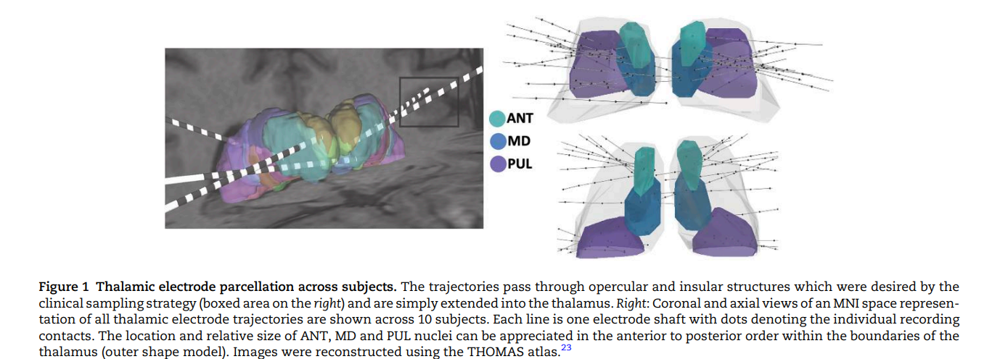 ANT
MD
PUL
Figure 1 Thalamic electrode parcellation across subjects. The trajectories pass through opercular and insular structures which were desired by the
clinical sampling strategy (boxed area on the right) and are simply extended into the thalamus. Right: Coronal and axial views of an MNI space represen-
tation of all thalamic electrode trajectories are shown across 10 subjects. Each line is one electrode shaft with dots denoting the individual recording
contacts. The location and relative size of ANT, MD and PUL nuclei can be appreciated in the anterior to posterior order within the boundaries of the
thalamus (outer shape model). Images were reconstructed using the THOMAS atlas.23